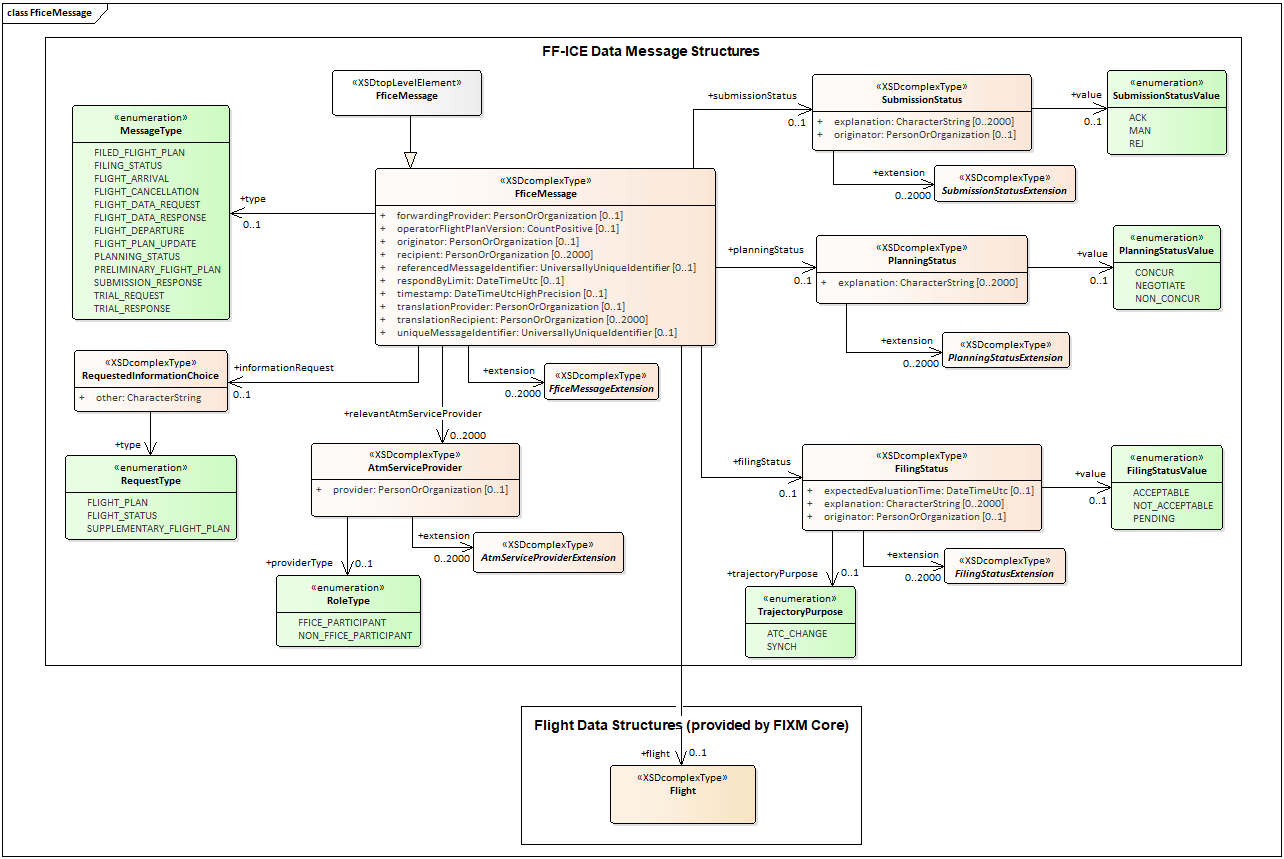 class FficeMessage
FF-ICE Data Message Structures
«XSDtopLevelElement»
FficeMessage
«enumeration»
MessageType
FILED_FLIGHT_PLAN
FILING_STATUS
FLIGHT_ARRIVAL
FLIGHT_CANCELLATION
FLIGHT_DATA_REQUEST
FLIGHT_DATA_RESPONSE
FLIGHT_DEPARTURE
FLIGHT_PLAN_UPDATE
PLANNING_STATUS
PRELIMINARY_FLIGHT_PLAN
SUBMISSION_RESPONSE
TRIAL_REQUEST
TRIAL_RESPONSE
+type
0..1
«XSDcomplexType»
FficeMessage
+ forwardingProvider: PersonOrOrganization [0..1]
+ operatorFlightPlanVersion: CountPositive [0..1]
+ originator: PersonOrOrganization [0..1]
+ recipient: PersonOrOrganization [0..2000]
+ referencedMessageIdentifier: UniversallyUniqueIdentifier [0..1]
+ respondByLimit: DateTimeUtc [0..1]
+ timestamp: DateTimeUtcHighPrecision [0..1]
+ translationProvider: PersonOrOrganization [0..1]
+ translationRecipient: PersonOrOrganization [0..2000]
+ uniqueMessageIdentifier: UniversallyUniqueIdentifier [0..1]
+submissionStatus
0..1
«XSDcomplexType»
SubmissionStatus
+ explanation: CharacterString [0..2000]
+ originator: PersonOrOrganization [0..1]
+value
0..1
«enumeration»
SubmissionStatusValue
ACK
MAN
REJ
+extension
0..2000
«XSDcomplexType»
SubmissionStatusExtension
+planningStatus
0..1
«XSDcomplexType»
PlanningStatus
+ explanation: CharacterString [0..2000]
+value
0..1
«enumeration»
PlanningStatusValue
CONCUR
NEGOTIATE
NON_CONCUR
+extension
0..2000
«XSDcomplexType»
PlanningStatusExtension
«XSDcomplexType»
RequestedInformationChoice
+ other: CharacterString
+informationRequest
0..1
+type
«enumeration»
RequestType
FLIGHT_PLAN
FLIGHT_STATUS
SUPPLEMENTARY_FLIGHT_PLAN
+extension
0..2000
«XSDcomplexType»
FficeMessageExtension
+relevantAtmServiceProvider
0..2000
«XSDcomplexType»
AtmServiceProvider
+ provider: PersonOrOrganization [0..1]
+extension
0..2000
«XSDcomplexType»
AtmServiceProviderExtension
+providerType
0..1
«enumeration»
RoleType
FFICE_PARTICIPANT
NON_FFICE_PARTICIPANT
+filingStatus
0..1
«XSDcomplexType»
FilingStatus
+ expectedEvaluationTime: DateTimeUtc [0..1]
+ explanation: CharacterString [0..2000]
+ originator: PersonOrOrganization [0..1]
+value
0..1
«enumeration»
FilingStatusValue
ACCEPTABLE
NOT_ACCEPTABLE
PENDING
+extension
0..2000
«XSDcomplexType»
FilingStatusExtension
+trajectoryPurpose
0..1
«enumeration»
TrajectoryPurpose
ATC_CHANGE
SYNCH
Flight Data Structures (provided by FIXM Core)
+flight
0..1
«XSDcomplexType»
Flight